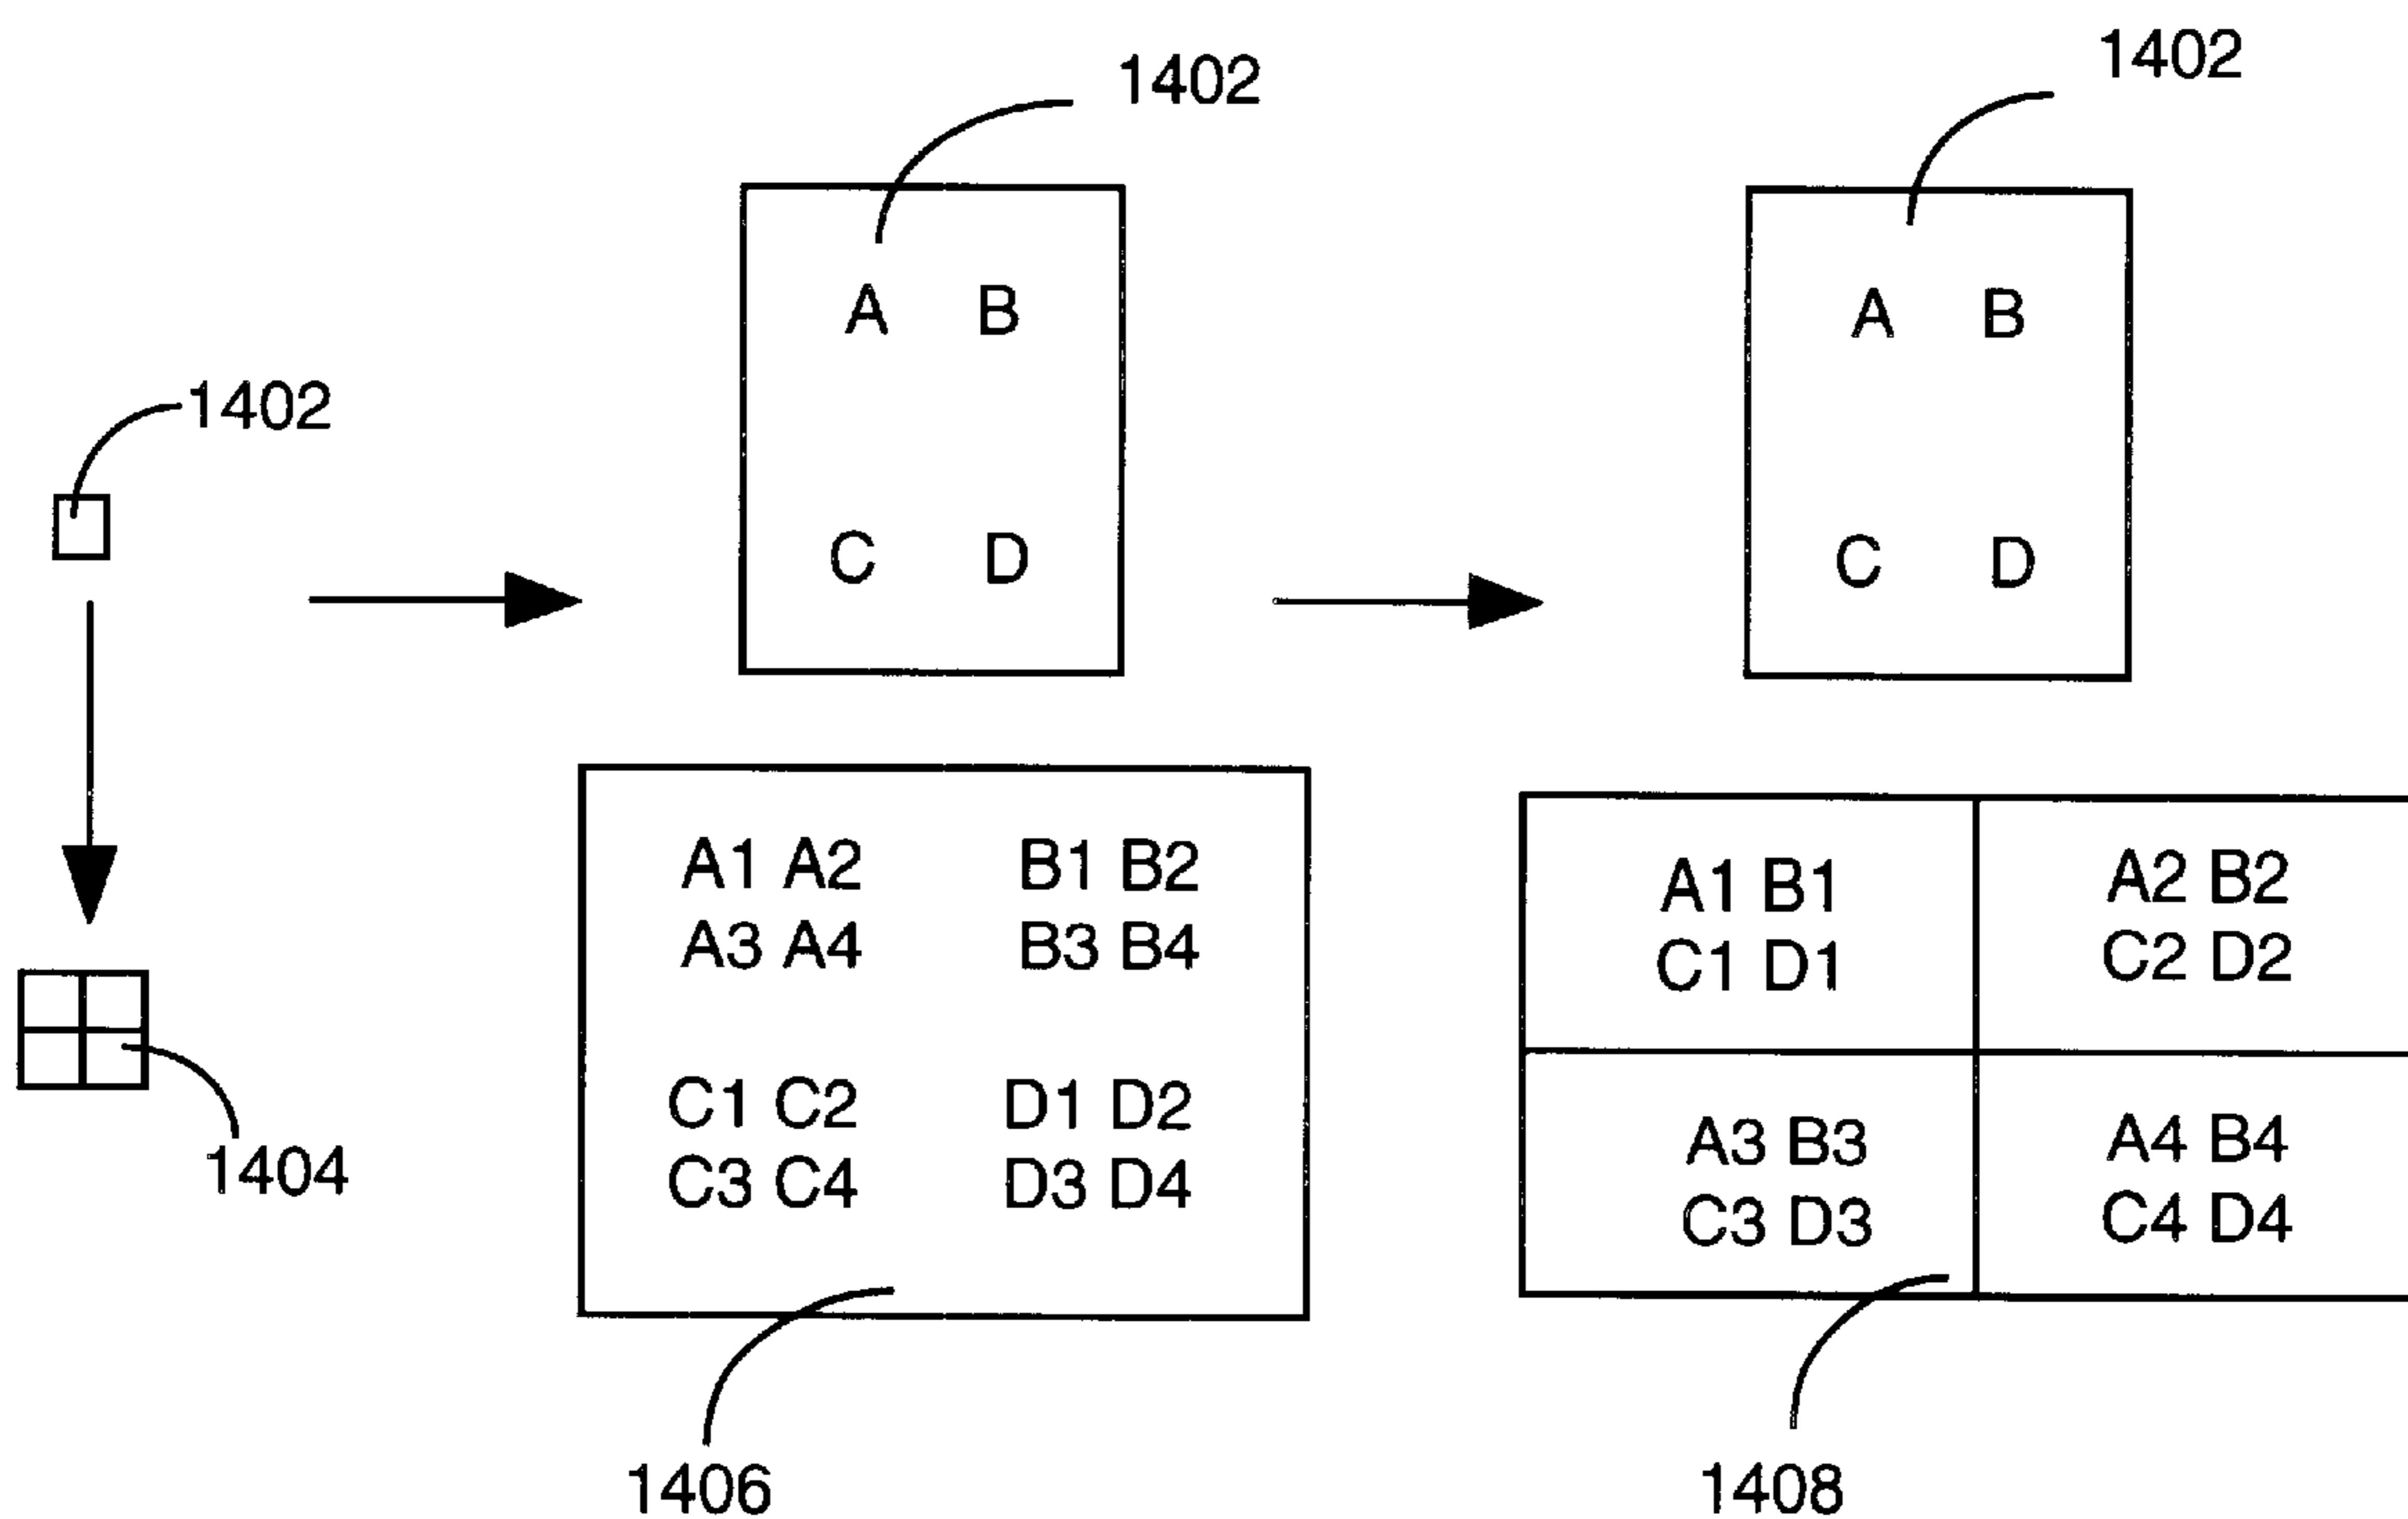 1402
1402
1402
A B
C D
A B
C D
A1 A2 B1 B2
A3 A4 B3 B4
C1 C2 D1 D2
C3 C4 D3 D4
A1 B1 A2 B2
C1 D1 C2 D2
A3 B3 A4 B4
C3 D3 C4 D4
1404
1406
1408